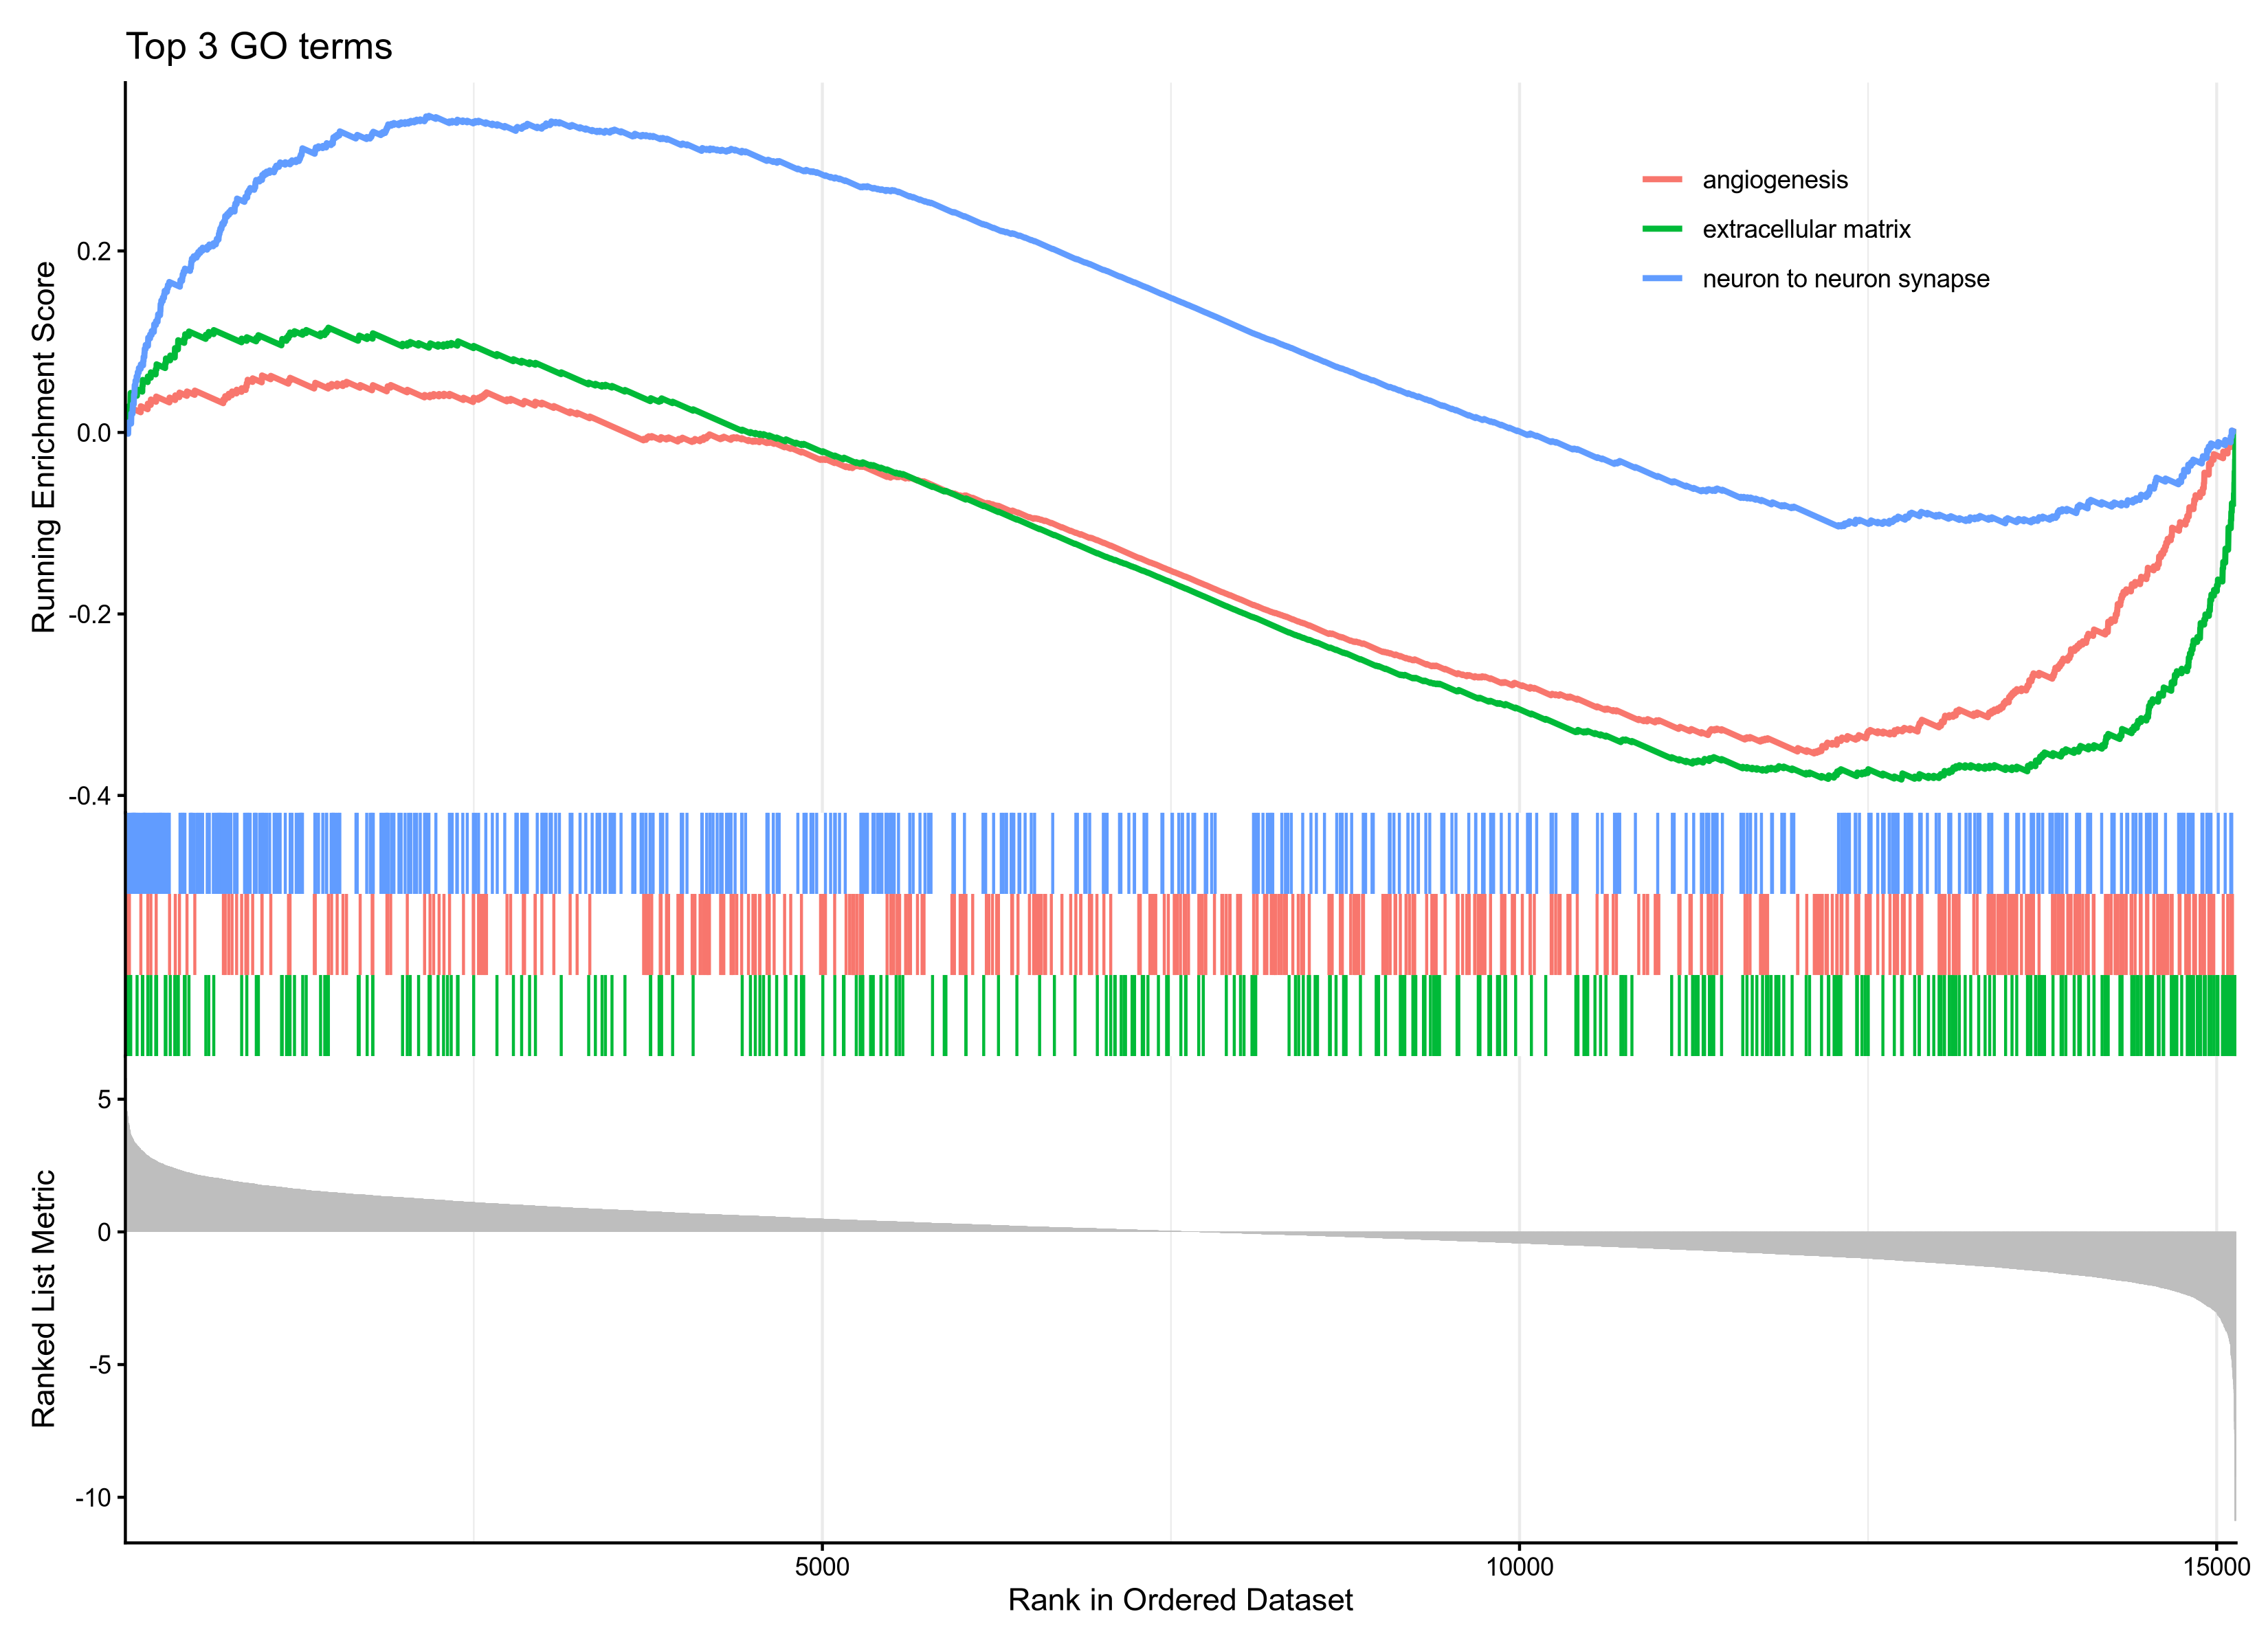 Top 3 GO terms
Running Enrichment Score
0.2
0.0
-0.2
-0.4
angiogenesis
extracellular matrix
neuron to neuron synapse
Ranked List Metric
5
0
-5
-10
5000
10000
15000
Rank in Ordered Dataset